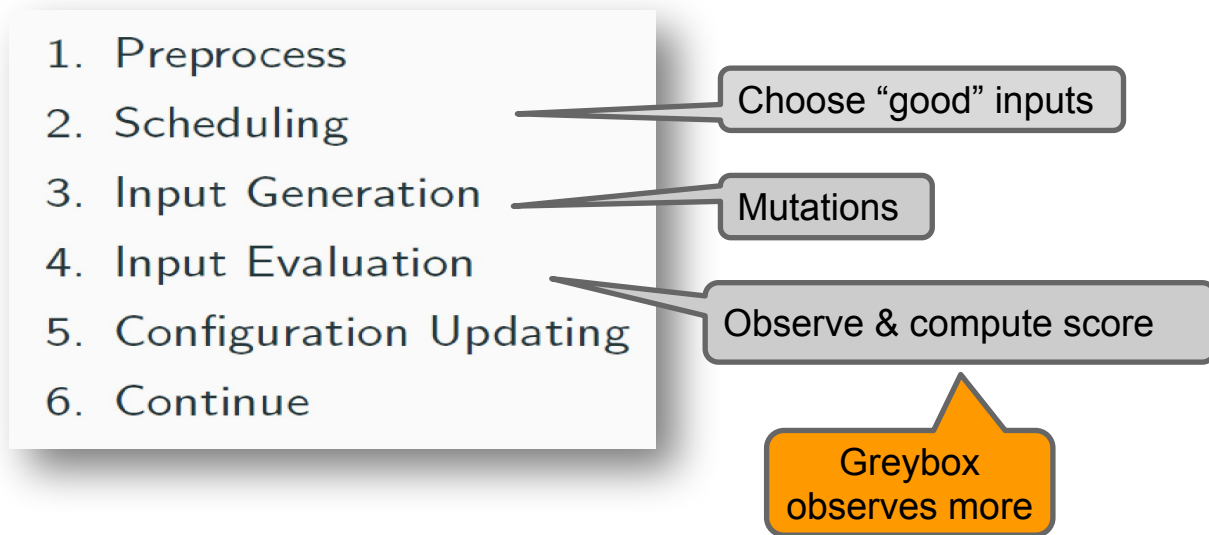 1. Preprocess
2. Scheduling
3. Input Generation
4. Input Evaluation
5. Configuration Updating
6. Continue
Choose “good” inputs
Mutations
Observe & compute score
Greybox
observes more